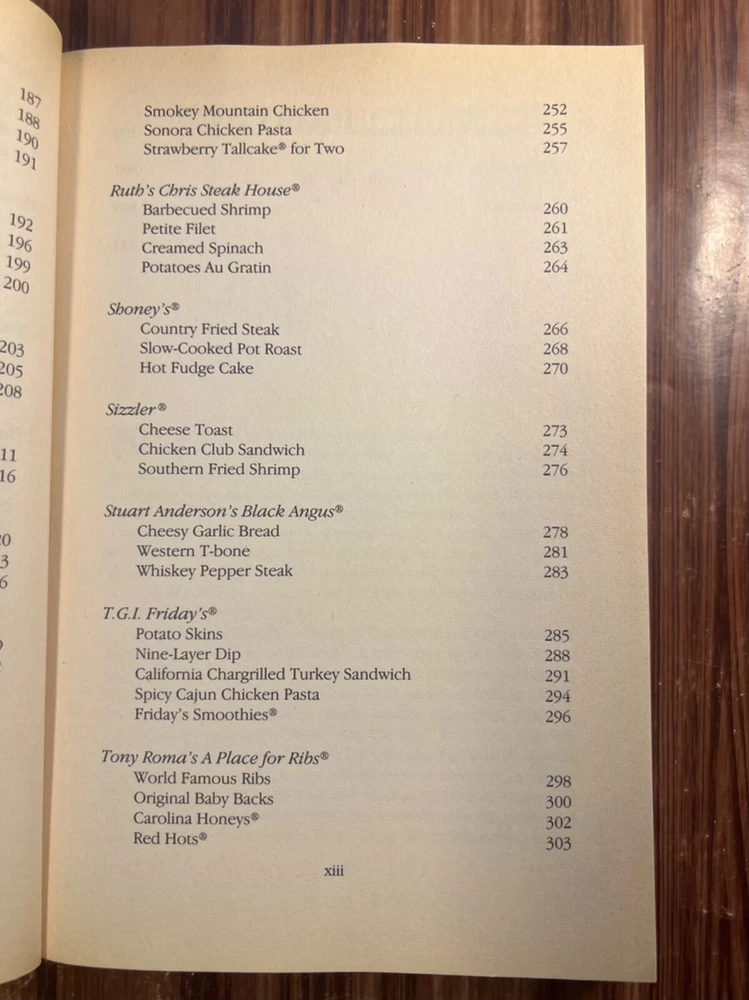 187
188
190
191
192
196
199
200
203
205
208
11
16
20
3
6
Smokey Mountain Chicken 252
Sonora Chicken Pasta 255
Strawberry Tallcake® for Two 257
Ruth's Chris Steak House®
Barbecued Shrimp 260
Petite Filet 261
Creamed Spinach 263
Potatoes Au Gratin 264
Shoney's®
Country Fried Steak 266
Slow-Cooked Pot Roast 268
Hot Fudge Cake 270
Sizzler®
Cheese Toast 273
Chicken Club Sandwich 274
Southern Fried Shrimp 276
Stuart Anderson's Black Angus®
Cheesy Garlic Bread 278
Western T-bone 281
Whiskey Pepper Steak 283
T.G.I. Friday's®
Potato Skins 285
Nine-Layer Dip 288
California Chargrilled Turkey Sandwich 291
Spicy Cajun Chicken Pasta 294
Friday's Smoothies® 296
Tony Roma's A Place for Ribs®
World Famous Ribs 298
Original Baby Backs 300
Carolina Honeys® 302
Red Hots® 303
xiii